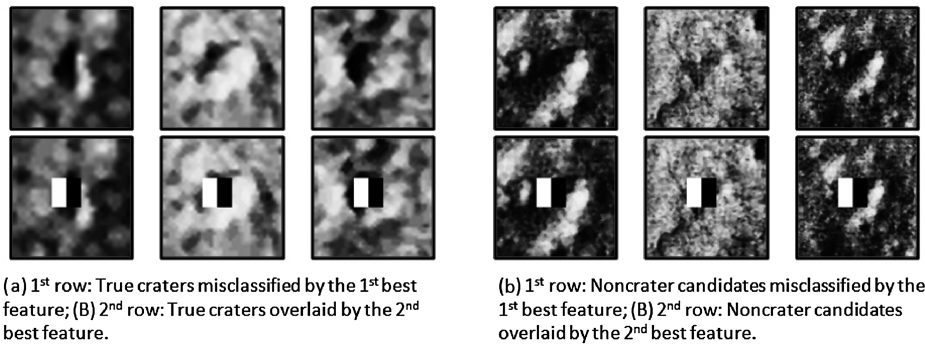 (a) 1st row: True craters misclassified by the 1st best
feature; (B) 2nd row: True craters overlaid by the 2nd
best feature.
(b) 1st row: Noncrater candidates misclassified by the
1st best feature; (B) 2nd row: Noncrater candidates
overlaid by the 2nd best feature.